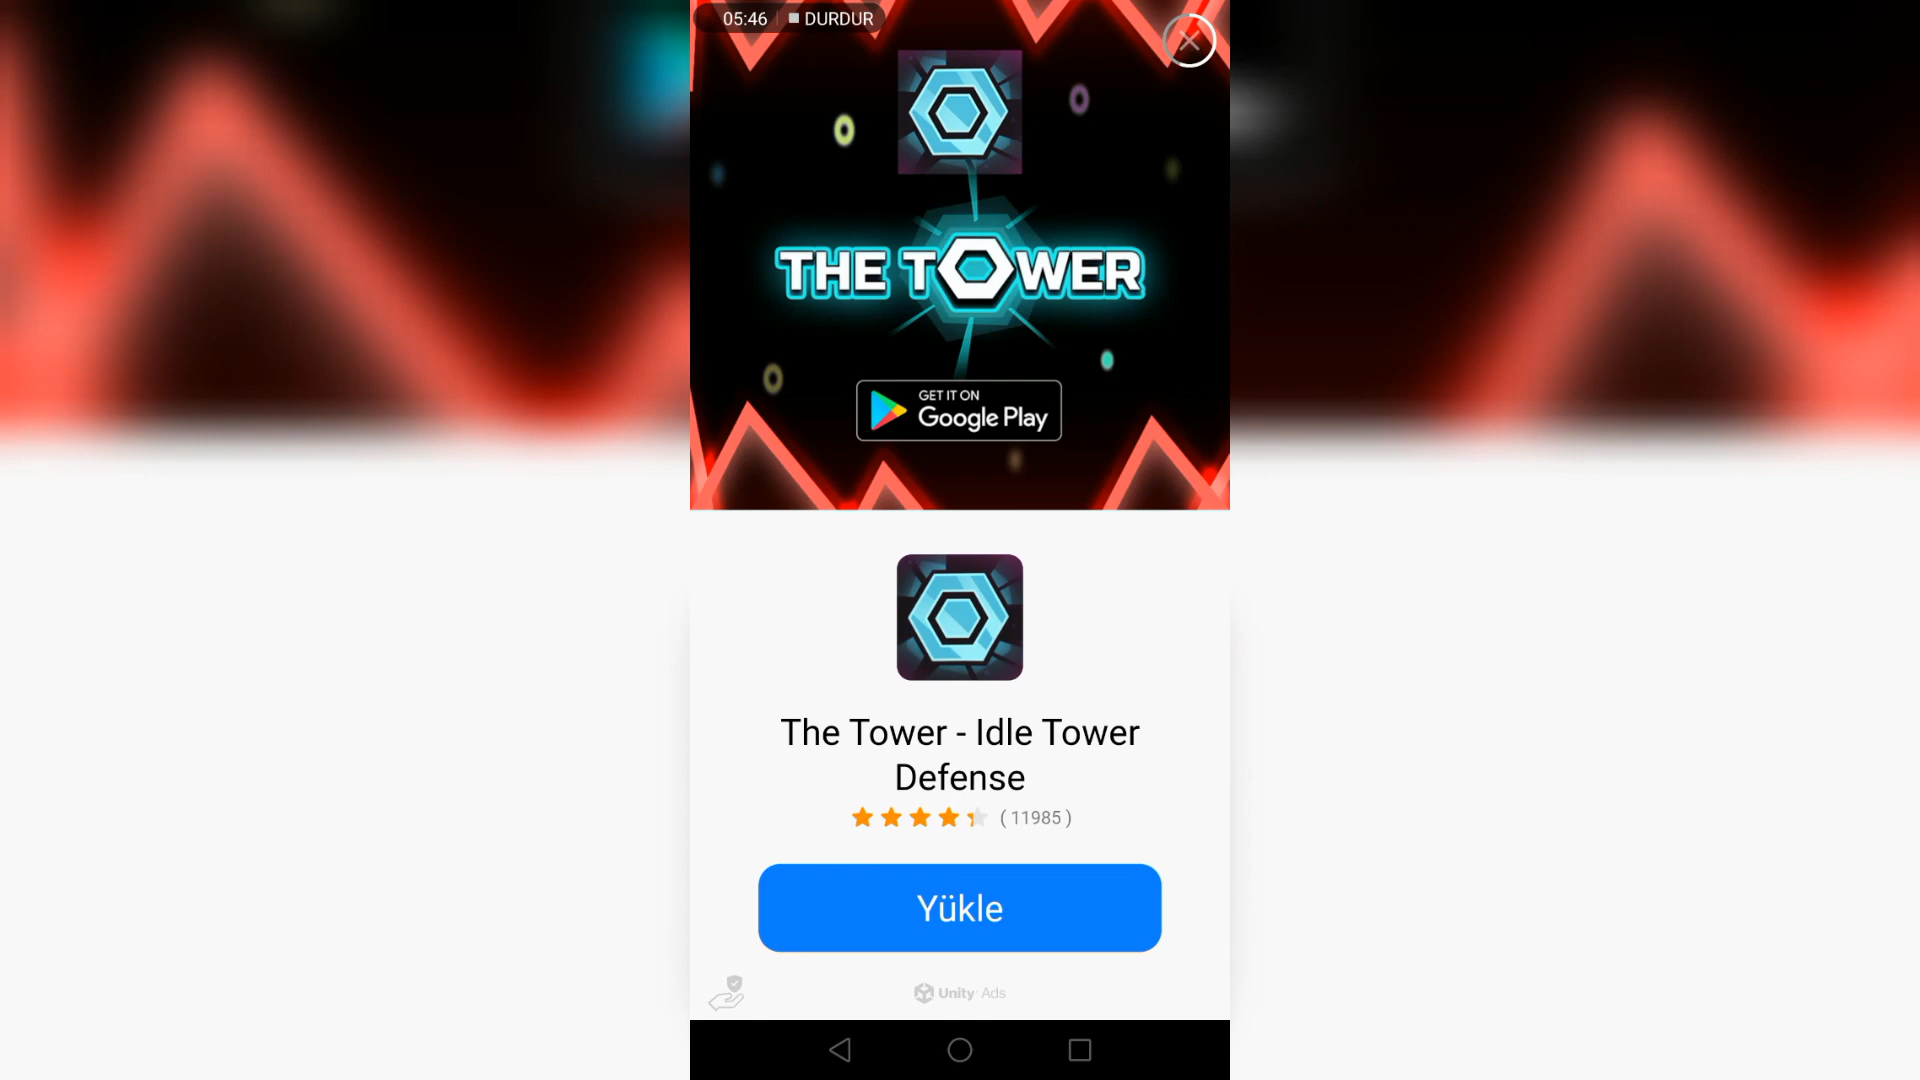 05:46 DURDUR
THE TOWER
GET IT ON
Google Play
The Tower - Idle Tower
Defense
( 11985 )
Yükle
Unity Ads